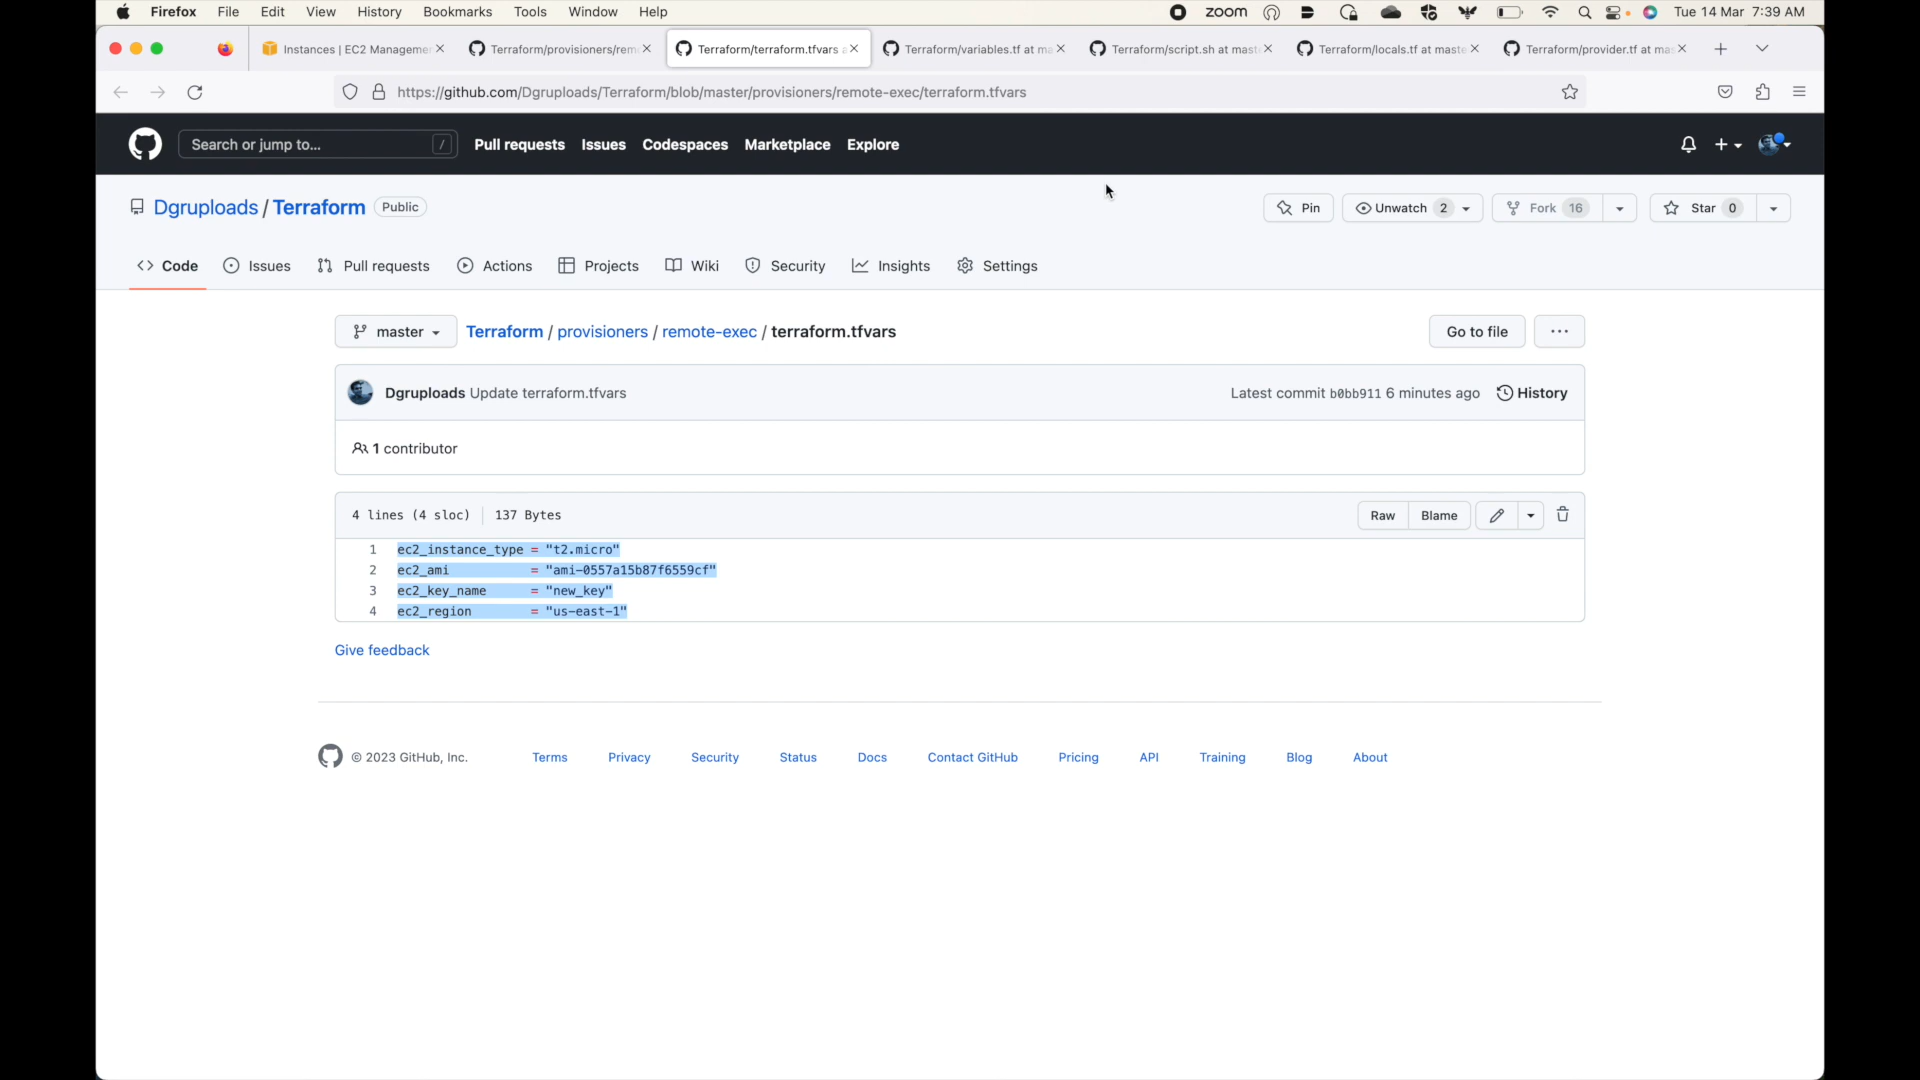 Firefox File Edit View History Bookmarks Tools Window Help zoom Tue 14 Mar 7:39 AM
Instances | EC2 Manageme Terraform/provisioners/rem Terraform/terraform.tfvars a Terraform/variables.tf at ma Terraform/script.sh at mast Terraform/locals.tf at maste Terraform/provider.tf at mas
https://github.com/Dgruploads/Terraform/blob/master/provisioners/remote-exec/terraform.tfvars
Search or jump to... / Pull requests Issues Codespaces Marketplace Explore
Dgruploads / Terraform Public Pin Unwatch 2 Fork 16 Star 0
Code Issues Pull requests Actions Projects Wiki Security Insights Settings
master Terraform / provisioners / remote-exec / terraform.tfvars Go to file ...
Dgruploads Update terraform.tfvars Latest commit b0bb911 6 minutes ago History
1 contributor
4 lines (4 sloc) 137 Bytes Raw Blame
1 ec2_instance_type = "t2.micro"
2 ec2_ami = "ami-0557a15b87f6559cf"
3 ec2_key_name = "new_key"
4 ec2_region = "us-east-1"
Give feedback
© 2023 GitHub, Inc. Terms Privacy Security Status Docs Contact GitHub Pricing API Training Blog About